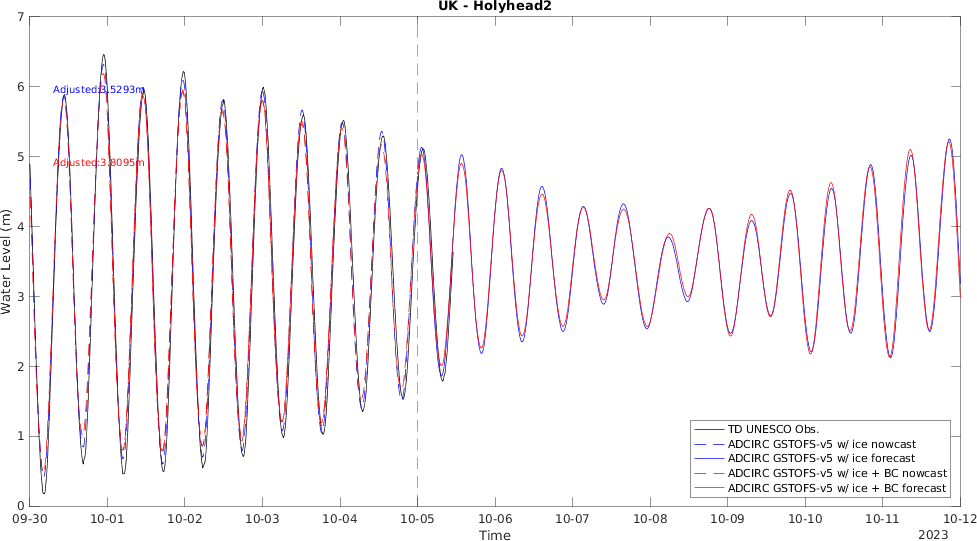 UK - Holyhead2
7
6
5
4
3
2
1
0
Water Level (m)
Adjusted:3.5293m
Adjusted:3.8095m
TD UNESCO Obs.
ADCIRC GSTOFS-v5 w/ ice nowcast
ADCIRC GSTOFS-v5 w/ ice forecast
ADCIRC GSTOFS-v5 w/ ice + BC nowcast
ADCIRC GSTOFS-v5 w/ ice + BC forecast
09-30 10-01 10-02 10-03 10-04 10-05 10-06 10-07 10-08 10-09 10-10 10-11 10-12
Time
2023